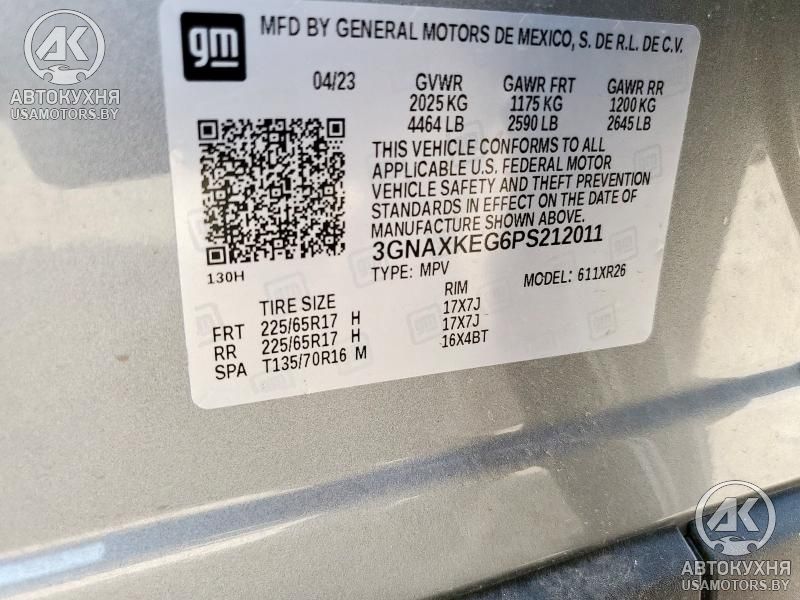 gm
MFD BY GENERAL MOTORS DE MEXICO, S. DE R.L. DE C.V.
04/23 GVWR GAWR FRT GAWR RR
2025 KG 1175 KG 1200 KG
4464 LB 2590 LB 2645 LB
THIS VEHICLE CONFORMS TO ALL
APPLICABLE U.S. FEDERAL MOTOR
VEHICLE SAFETY AND THEFT PREVENTION
STANDARDS IN EFFECT ON THE DATE OF
MANUFACTURE SHOWN ABOVE.
3GNAXKEG6PS212011
130H
TYPE: MPV MODEL: 611XR26
TIRE SIZE RIM
FRT 225/65R17 H 17X7J
RR 225/65R17 H 17X7J
SPA T135/70R16 M 16X4BT
AK
АВТОКУХНЯ
USAMOTORS.BY
AK
АВТОКУХНЯ
USAMOTORS.BY